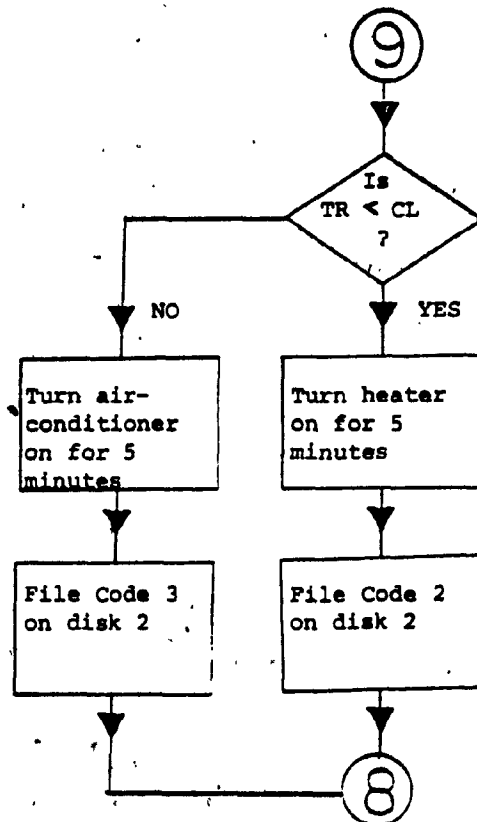 9
Is
TR < CL
?
NO
YES
Turn air-
conditioner
on for 5
minutes
Turn heater
on for 5
minutes
File Code 3
on disk 2
File Code 2
on disk 2
8